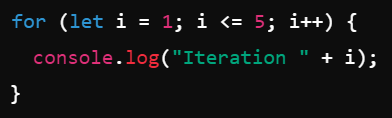 for (let i = 1; i <= 5; i++) {
  console.log("Iteration " + i);
}